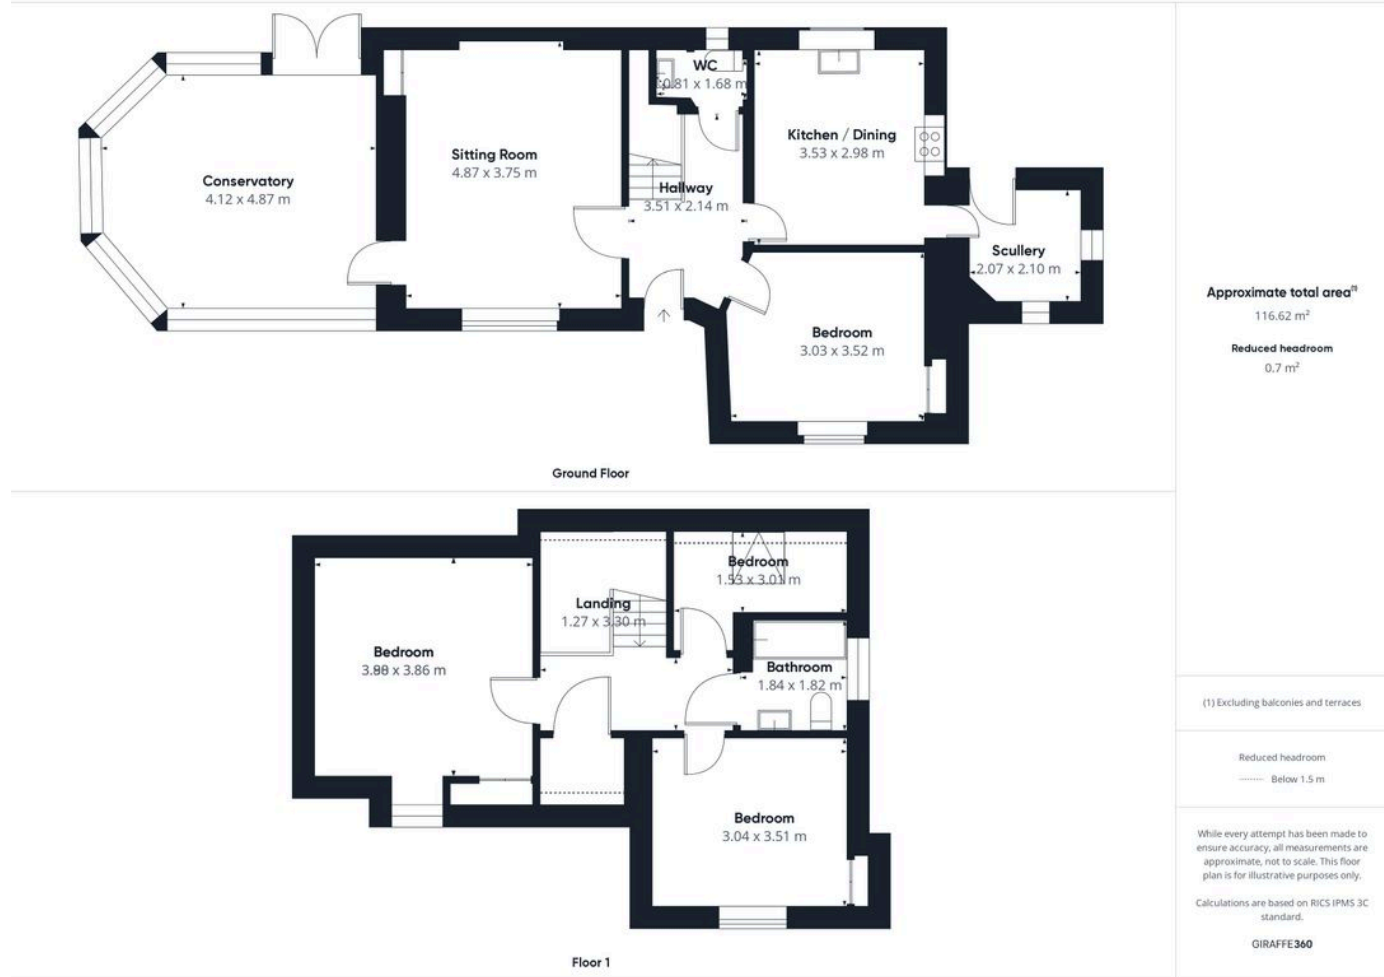 WC
0.81 x 1.68 m
Kitchen / Dining
3.53 x 2.98 m
Sitting Room
4.87 x 3.75 m
Conservatory
4.12 x 4.87 m
Hallway
3.51 x 2.14 m
Scullery
2.07 x 2.10 m
Bedroom
3.03 x 3.52 m
Ground Floor
Bedroom
1.53 x 3.01 m
Landing
1.27 x 3.30 m
Bedroom
x 3.86 m
Bathroom
1.84 x 1.82 m
Bedroom
3.04 x 3.51 m
Floor 1
Approximate total area(1)
116.62 m²
Reduced headroom
0.7 m²
(1) Excluding balconies and terraces
Reduced headroom
Below 1.5 m
While every attempt has been made to
ensure accuracy, all measurements are
approximate, not to scale. This floor
plan is for illustrative purposes only.
Calculations are based on RICS IPMS 3C
standard.
GIRAFFE360